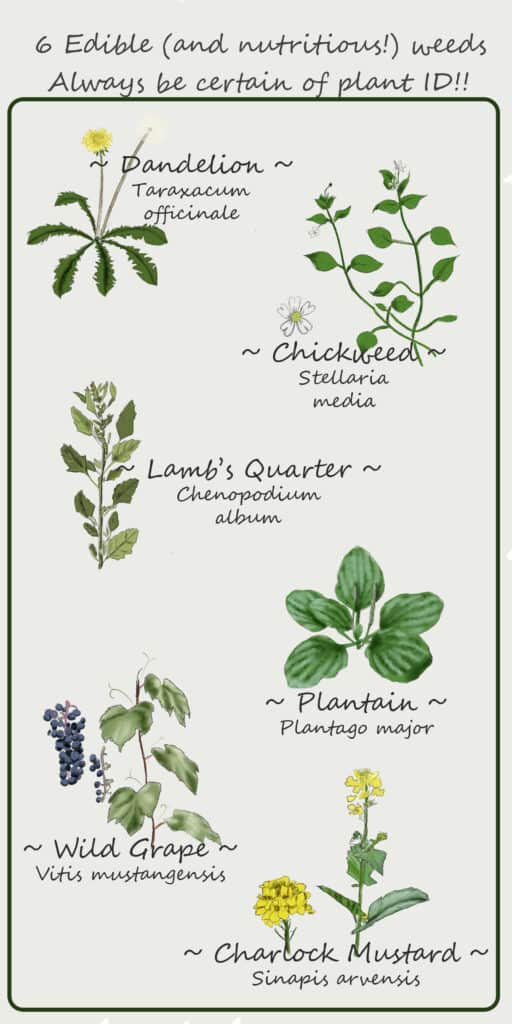 6 Edible (and nutritious!) weeds
Always be certain of plant ID!!
~ Dandelion ~
Taraxacum
officinale
~ Chickweed ~
Stellaria
media
~ Lamb's Quarter ~
Chenopodium
album
~ Plantain ~
Plantago major
~ Wild Grape ~
Vitis mustangensis
~ Charlock Mustard ~
Sinapis arvensis